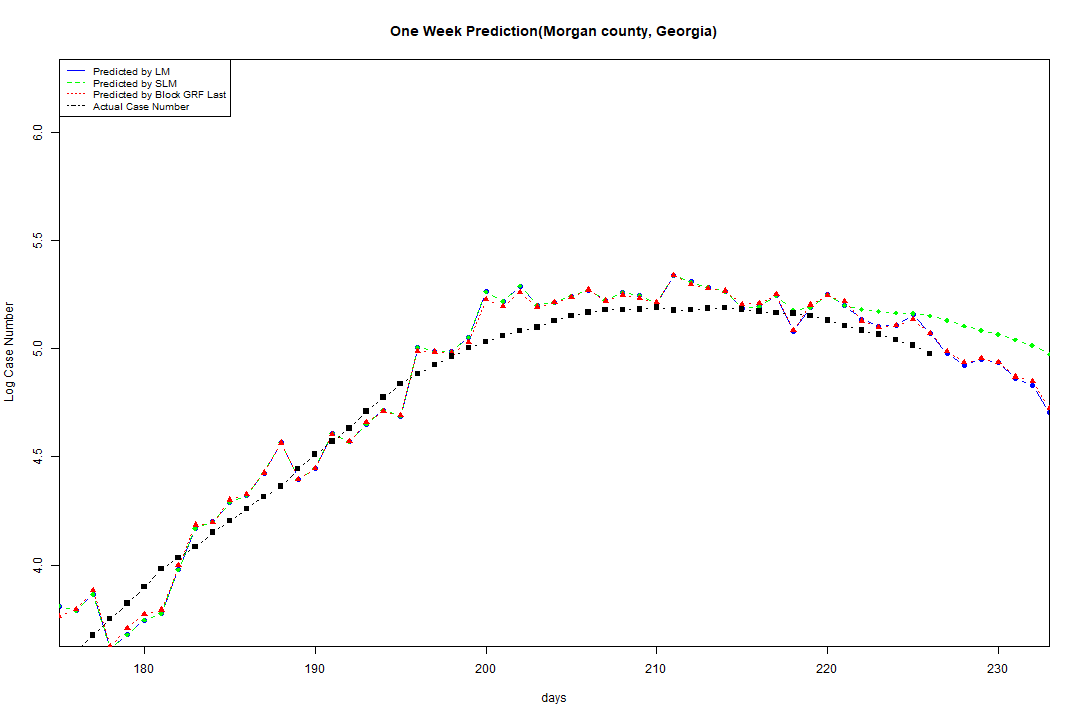 One Week Prediction(Morgan county, Georgia)
Predicted by LM
Predicted by SLM
Predicted by Block GRF Last
Actual Case Number
6.0
5.5
5.0
4.5
4.0
Log Case Number
180 190 200 210 220 230
days